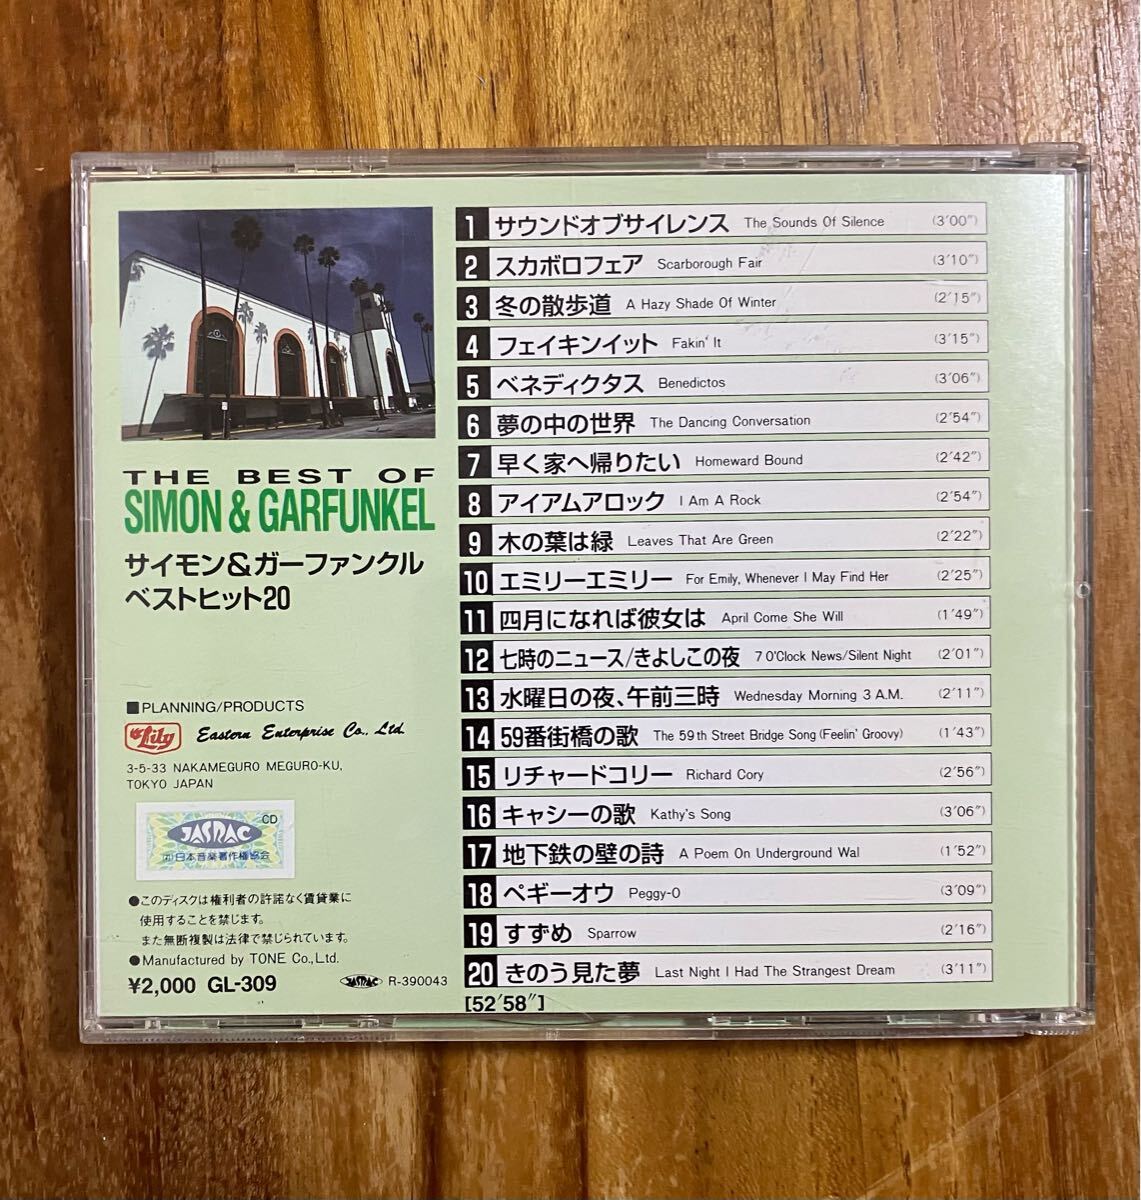 THE BEST OF
SIMON & GARFUNKEL
サイモン&ガーファンクル
ベストヒット20
■PLANNING/PRODUCTS
Lily Eastern Enterprise Co., Ltd.
3-5-33 NAKAMEGURO MEGURO-KU,
TOKYO JAPAN
JASRAC CD
㈳日本音楽著作権協会
●このディスクは権利者の許諾なく賃貸業に
使用することを禁じます。
また無断複製は法律で禁じられています。
●Manufactured by TONE Co.,Ltd.
¥2,000 GL-309 JASRAC R-390043
1 サウンドオブサイレンス The Sounds Of Silence (3′00″)
2 スカボロフェア Scarborough Fair (3′10″)
3 冬の散歩道 A Hazy Shade Of Winter (2′15″)
4 フェイキンイット Fakin' It (3′15″)
5 ベネディクタス Benedictos (3′06″)
6 夢の中の世界 The Dancing Conversation (2′54″)
7 早く家へ帰りたい Homeward Bound (2′42″)
8 アイアムアロック I Am A Rock (2′54″)
9 木の葉は緑 Leaves That Are Green (2′22″)
10 エミリーエミリー For Emily, Whenever I May Find Her (2′25″)
11 四月になれば彼女は April Come She Will (1′49″)
12 七時のニュース/きよしこの夜 7 O'Clock News/Silent Night (2′01″)
13 水曜日の夜、午前三時 Wednesday Morning 3 A.M. (2′11″)
14 59番街橋の歌 The 59th Street Bridge Song (Feelin' Groovy) (1′43″)
15 リチャードコリー Richard Cory (2′56″)
16 キャシーの歌 Kathy's Song (3′06″)
17 地下鉄の壁の詩 A Poem On Underground Wal (1′52″)
18 ペギーオウ Peggy-O (3′09″)
19 すずめ Sparrow (2′16″)
20 きのう見た夢 Last Night I Had The Strangest Dream (3′11″)
[52′58″]